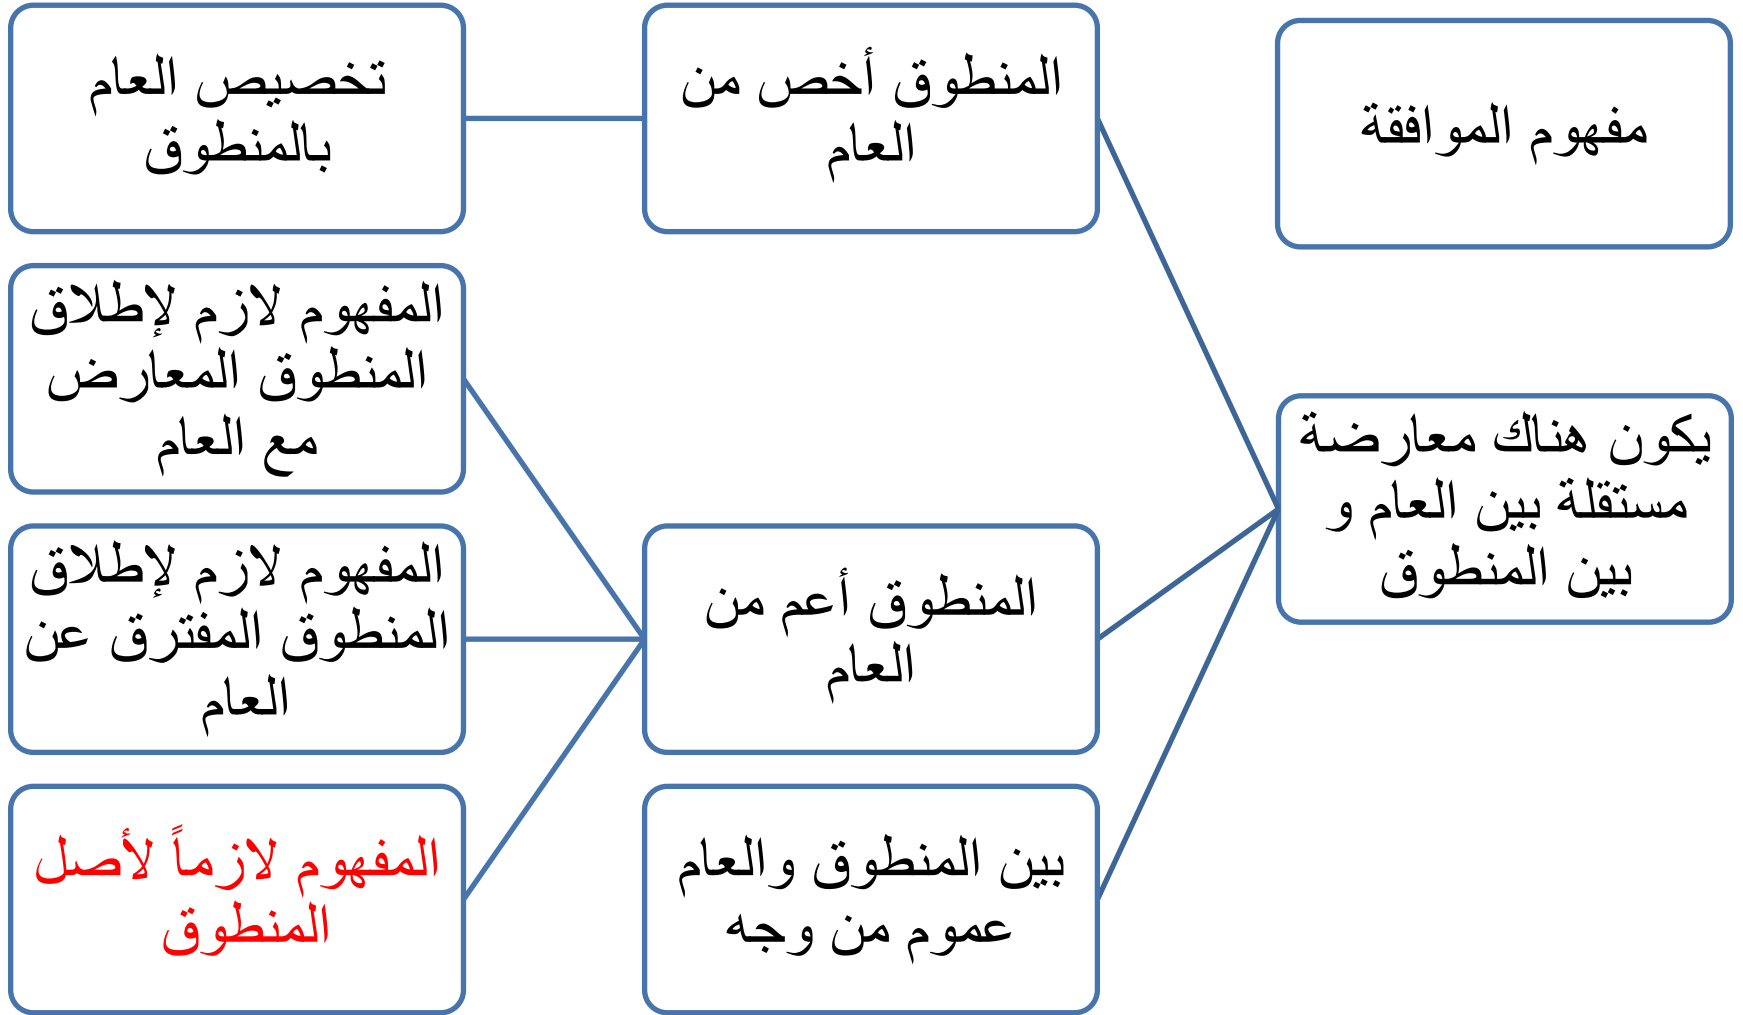 مفهوم الموافقة
يكون هناك معارضة
مستقلة بين العام و
بين المنطوق
المنطوق أخص من
العام
تخصيص العام
بالمنطوق
المنطوق أعم من
العام
المفهوم لازم لإطلاق
المنطوق المعارض
مع العام
المفهوم لازم لإطلاق
المنطوق المفترق عن
العام
المفهوم لازماً لأصل
المنطوق
بين المنطوق والعام
عموم من وجه